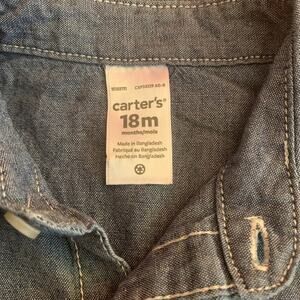 carter's®
18m
months/mois
Made in Bangladesh
Fabriqué au Bangladesh
Hecho en Bangladesh